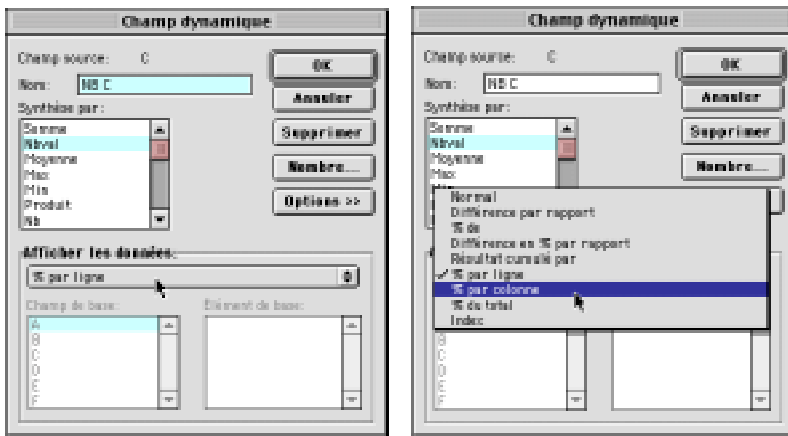 Champ dynamique
Champ source: C
OK
Nom: NB C
Annuler
Synthèse par:
Supprimer
Somme
Nbval
Moyenne
Nombre...
Max
Min
Produit
Options >>
Nb
Afficher les données:
% par ligne
Champ de base:
Elément de base:
A
B
C
D
E
F
Champ dynamique
Champ source: C
OK
Nom: NB C
Annuler
Synthèse par:
Somme
Supprimer
Nbval
Moyenne
Max
Nombre...
Normal
Différence par rapport
% de
Différence en % par rapport
Résultat cumulé par
% par ligne
% par colonne
% du total
Index
B
C
D
E
F